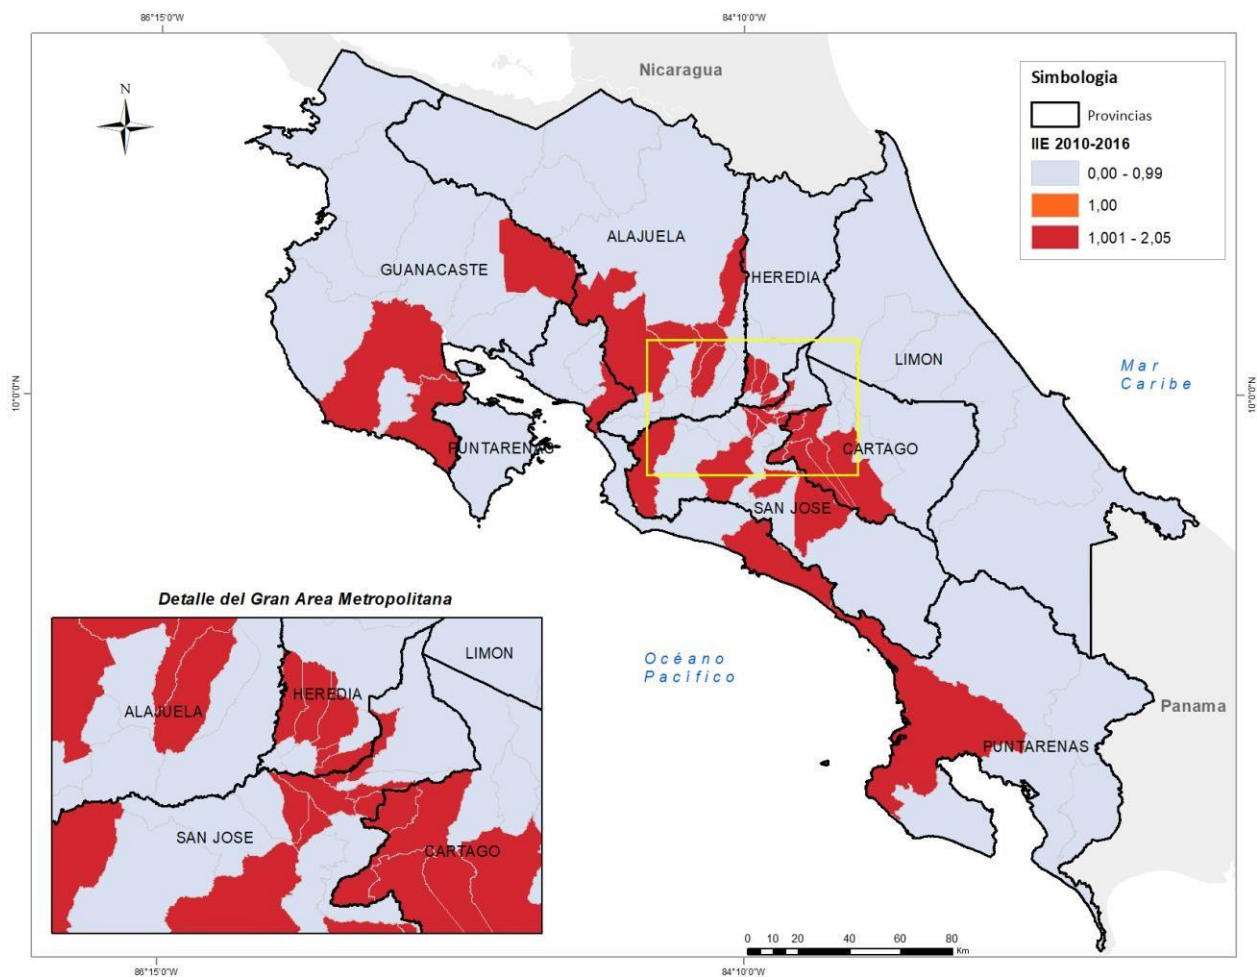 86°15'0"W
84°10'0"W
Nicaragua
N
Simbologia
Provincias
IIE 2010-2016
0,00 - 0,99
1,00
1,001 - 2,05
ALAJUELA
GUANACASTE
HEREDIA
LIMON
Mar
Caribe
10°0'0"N
10°0'0"N
PUNTARENAS
CARTAGO
SAN JOSE
Detalle del Gran Area Metropolitana
LIMON
HEREDIA
ALAJUELA
SAN JOSE
CARTAGO
Océano
Pacífico
Panama
PUNTARENAS
0 10 20 40 60 80
Km
86°15'0"W
84°10'0"W